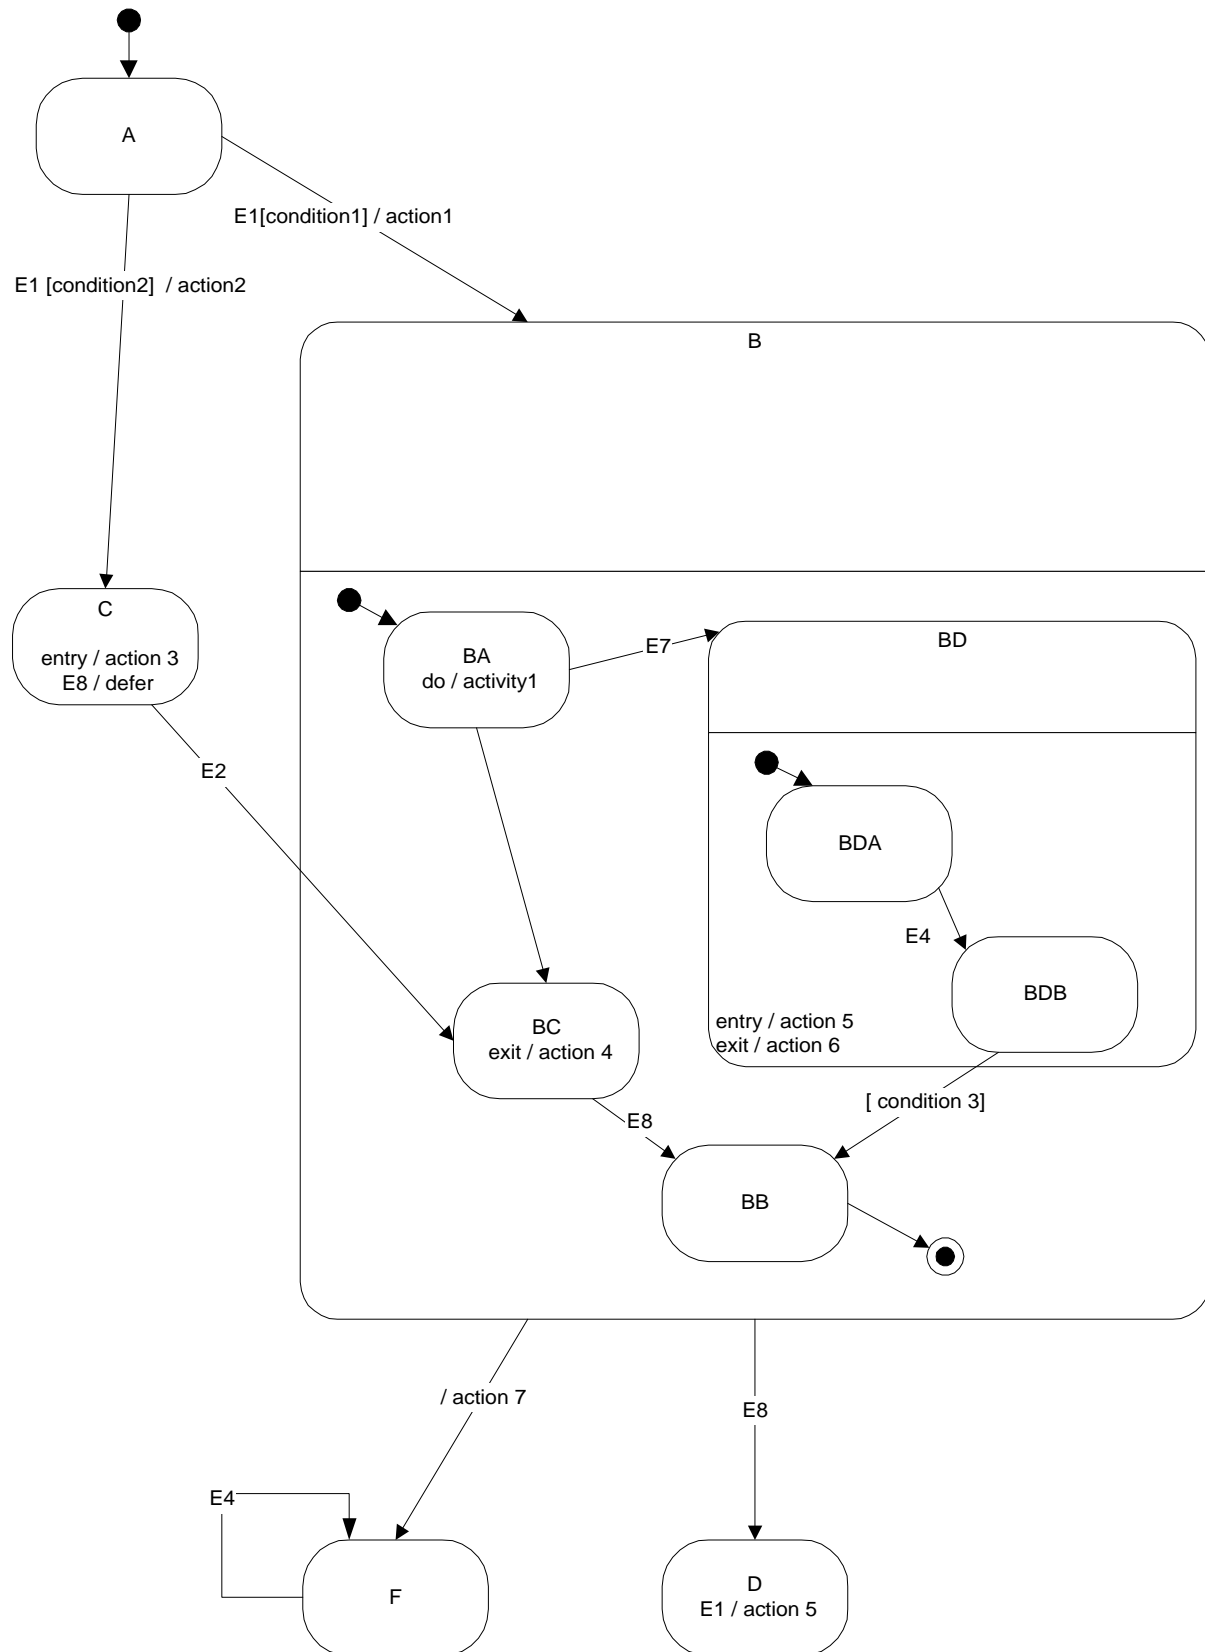 A
E1[condition1] / action1
E1 [condition2]  / action2
B
C
entry / action 3
E8 / defer
BA
do / activity1
E7
BD
E2
BDA
E4
BDB
BC
exit / action 4
entry / action 5
exit / action 6
[ condition 3]
E8
BB
/ action 7
E8
E4
F
D
E1 / action 5